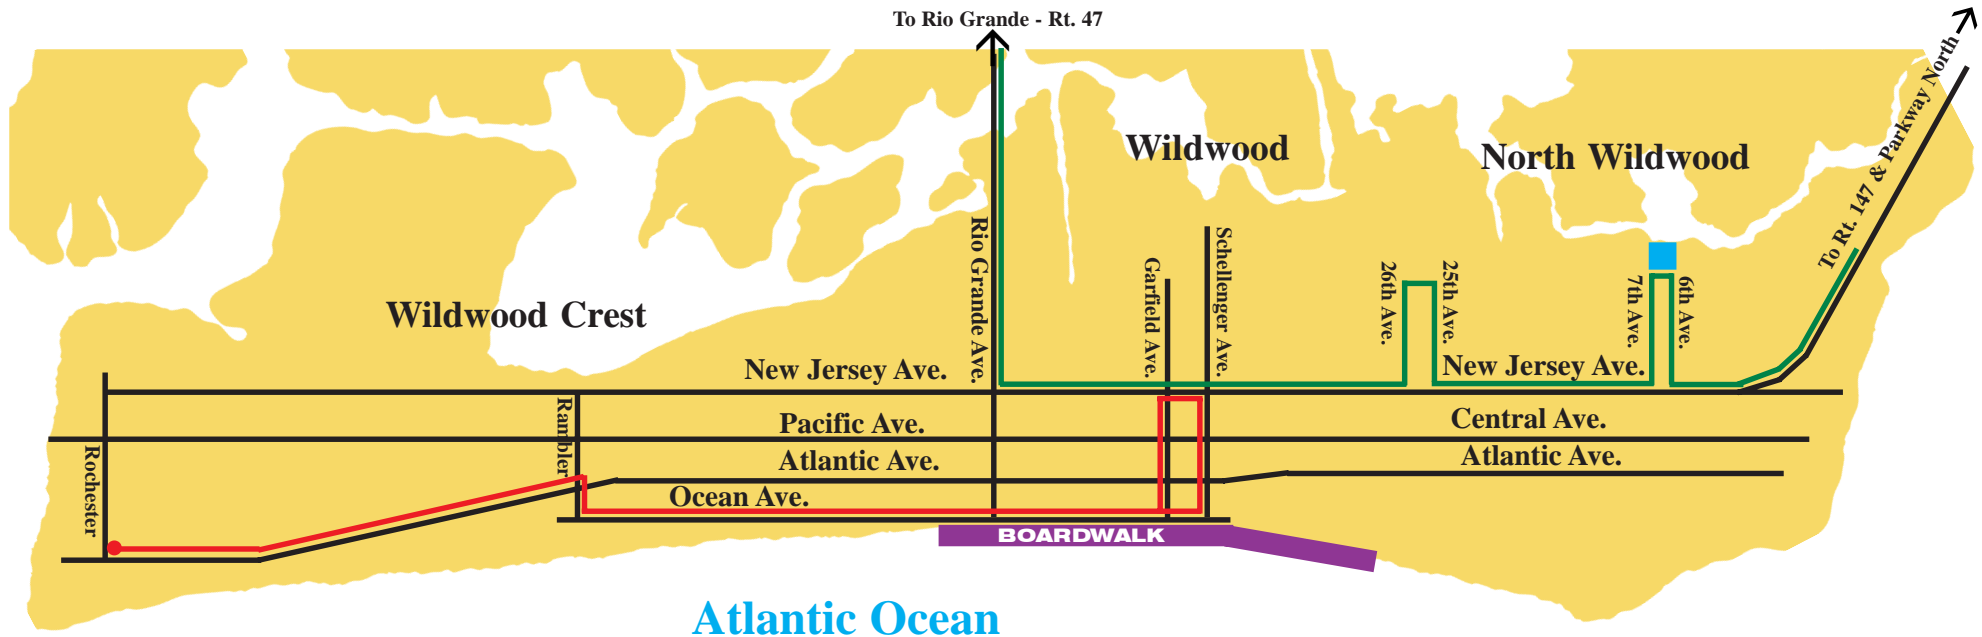 To Rio Grande - Rt. 47
To Rt. 147 & Parkway North
Wildwood
North Wildwood
Wildwood Crest
Rio Grande Ave.
Garfield Ave.
Schellenger Ave.
26th Ave.
25th Ave.
7th Ave.
6th Ave.
New Jersey Ave.
New Jersey Ave.
Rochester
Rambler
Pacific Ave.
Central Ave.
Atlantic Ave.
Atlantic Ave.
Ocean Ave.
BOARDWALK
Atlantic Ocean